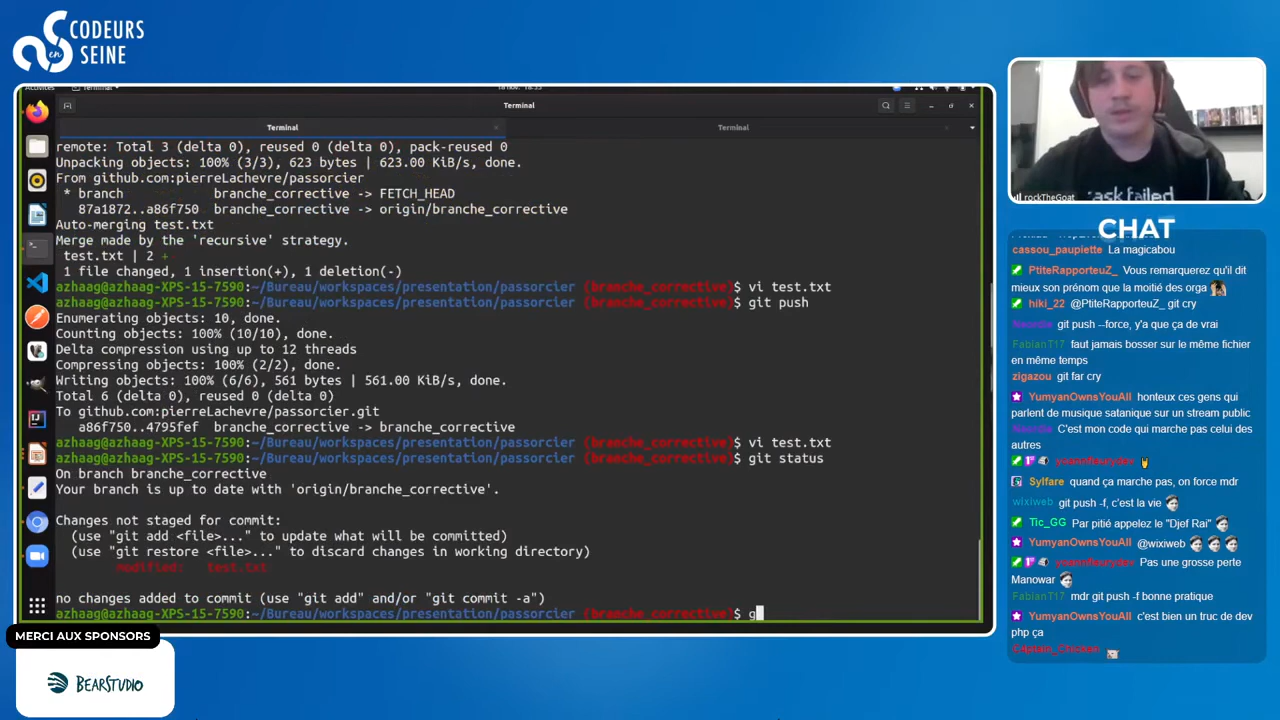 CODEURS
en
SEINE
Activités
Terminal
Terminal
Terminal
Terminal
remote: Total 3 (delta 0), reused 0 (delta 0), pack-reused 0
Unpacking objects: 100% (3/3), 623 bytes | 623.00 KiB/s, done.
From github.com:pierreLachevre/passorcier
* branch branche_corrective -> FETCH_HEAD
87a1872..a86f750 branche_corrective -> origin/branche_corrective
Auto-merging test.txt
Merge made by the 'recursive' strategy.
test.txt | 2 +
1 file changed, 1 insertion(+), 1 deletion(-)
azhaag@azhaag-XPS-15-7590:~/Bureau/workspaces/presentation/passorcier (branche_corrective)$ vi test.txt
azhaag@azhaag-XPS-15-7590:~/Bureau/workspaces/presentation/passorcier (branche_corrective)$ git push
Enumerating objects: 10, done.
Counting objects: 100% (10/10), done.
Delta compression using up to 12 threads
Compressing objects: 100% (2/2), done.
Writing objects: 100% (6/6), 561 bytes | 561.00 KiB/s, done.
Total 6 (delta 0), reused 0 (delta 0)
To github.com:pierreLachevre/passorcier.git
a86f750..4795fef branche_corrective -> branche_corrective
azhaag@azhaag-XPS-15-7590:~/Bureau/workspaces/presentation/passorcier (branche_corrective)$ vi test.txt
azhaag@azhaag-XPS-15-7590:~/Bureau/workspaces/presentation/passorcier (branche_corrective)$ git status
On branch branche_corrective
Your branch is up to date with 'origin/branche_corrective'.
Changes not staged for commit:
(use "git add <file>..." to update what will be committed)
(use "git restore <file>..." to discard changes in working directory)
modified: test.txt
no changes added to commit (use "git add" and/or "git commit -a")
azhaag@azhaag-XPS-15-7590:~/Bureau/workspaces/presentation/passorcier (branche_corrective)$ g
MERCI AUX SPONSORS
BEARSTUDIO
task failed
rockTheGoat
CHAT
cassou_paupiette La magicabou
PtiteRapporteuZ_ Vous remarquerez qu'il dit
mieux son prénom que la moitié des orga
hiki_22 @PtiteRapporteuZ_ git cry
git push --force, y'a que ça de vrai
FabianT17 faut jamais bosser sur le même fichier
en même temps
zigazou git far cry
YumyanOwnsYouAll honteux ces gens qui
parlent de musique satanique sur un stream public
C'est mon code qui marche pas celui des
autres
Sylfare quand ça marche pas, on force mdr
wixiweb git push -f, c'est la vie
Tic_GG Par pitié appelez le "Djef Rai"
YumyanOwnsYouAll @wixiweb
Pas une grosse perte
Manowar
FabianT17 mdr git push -f bonne pratique
YumyanOwnsYouAll c'est bien un truc de dev
php ça